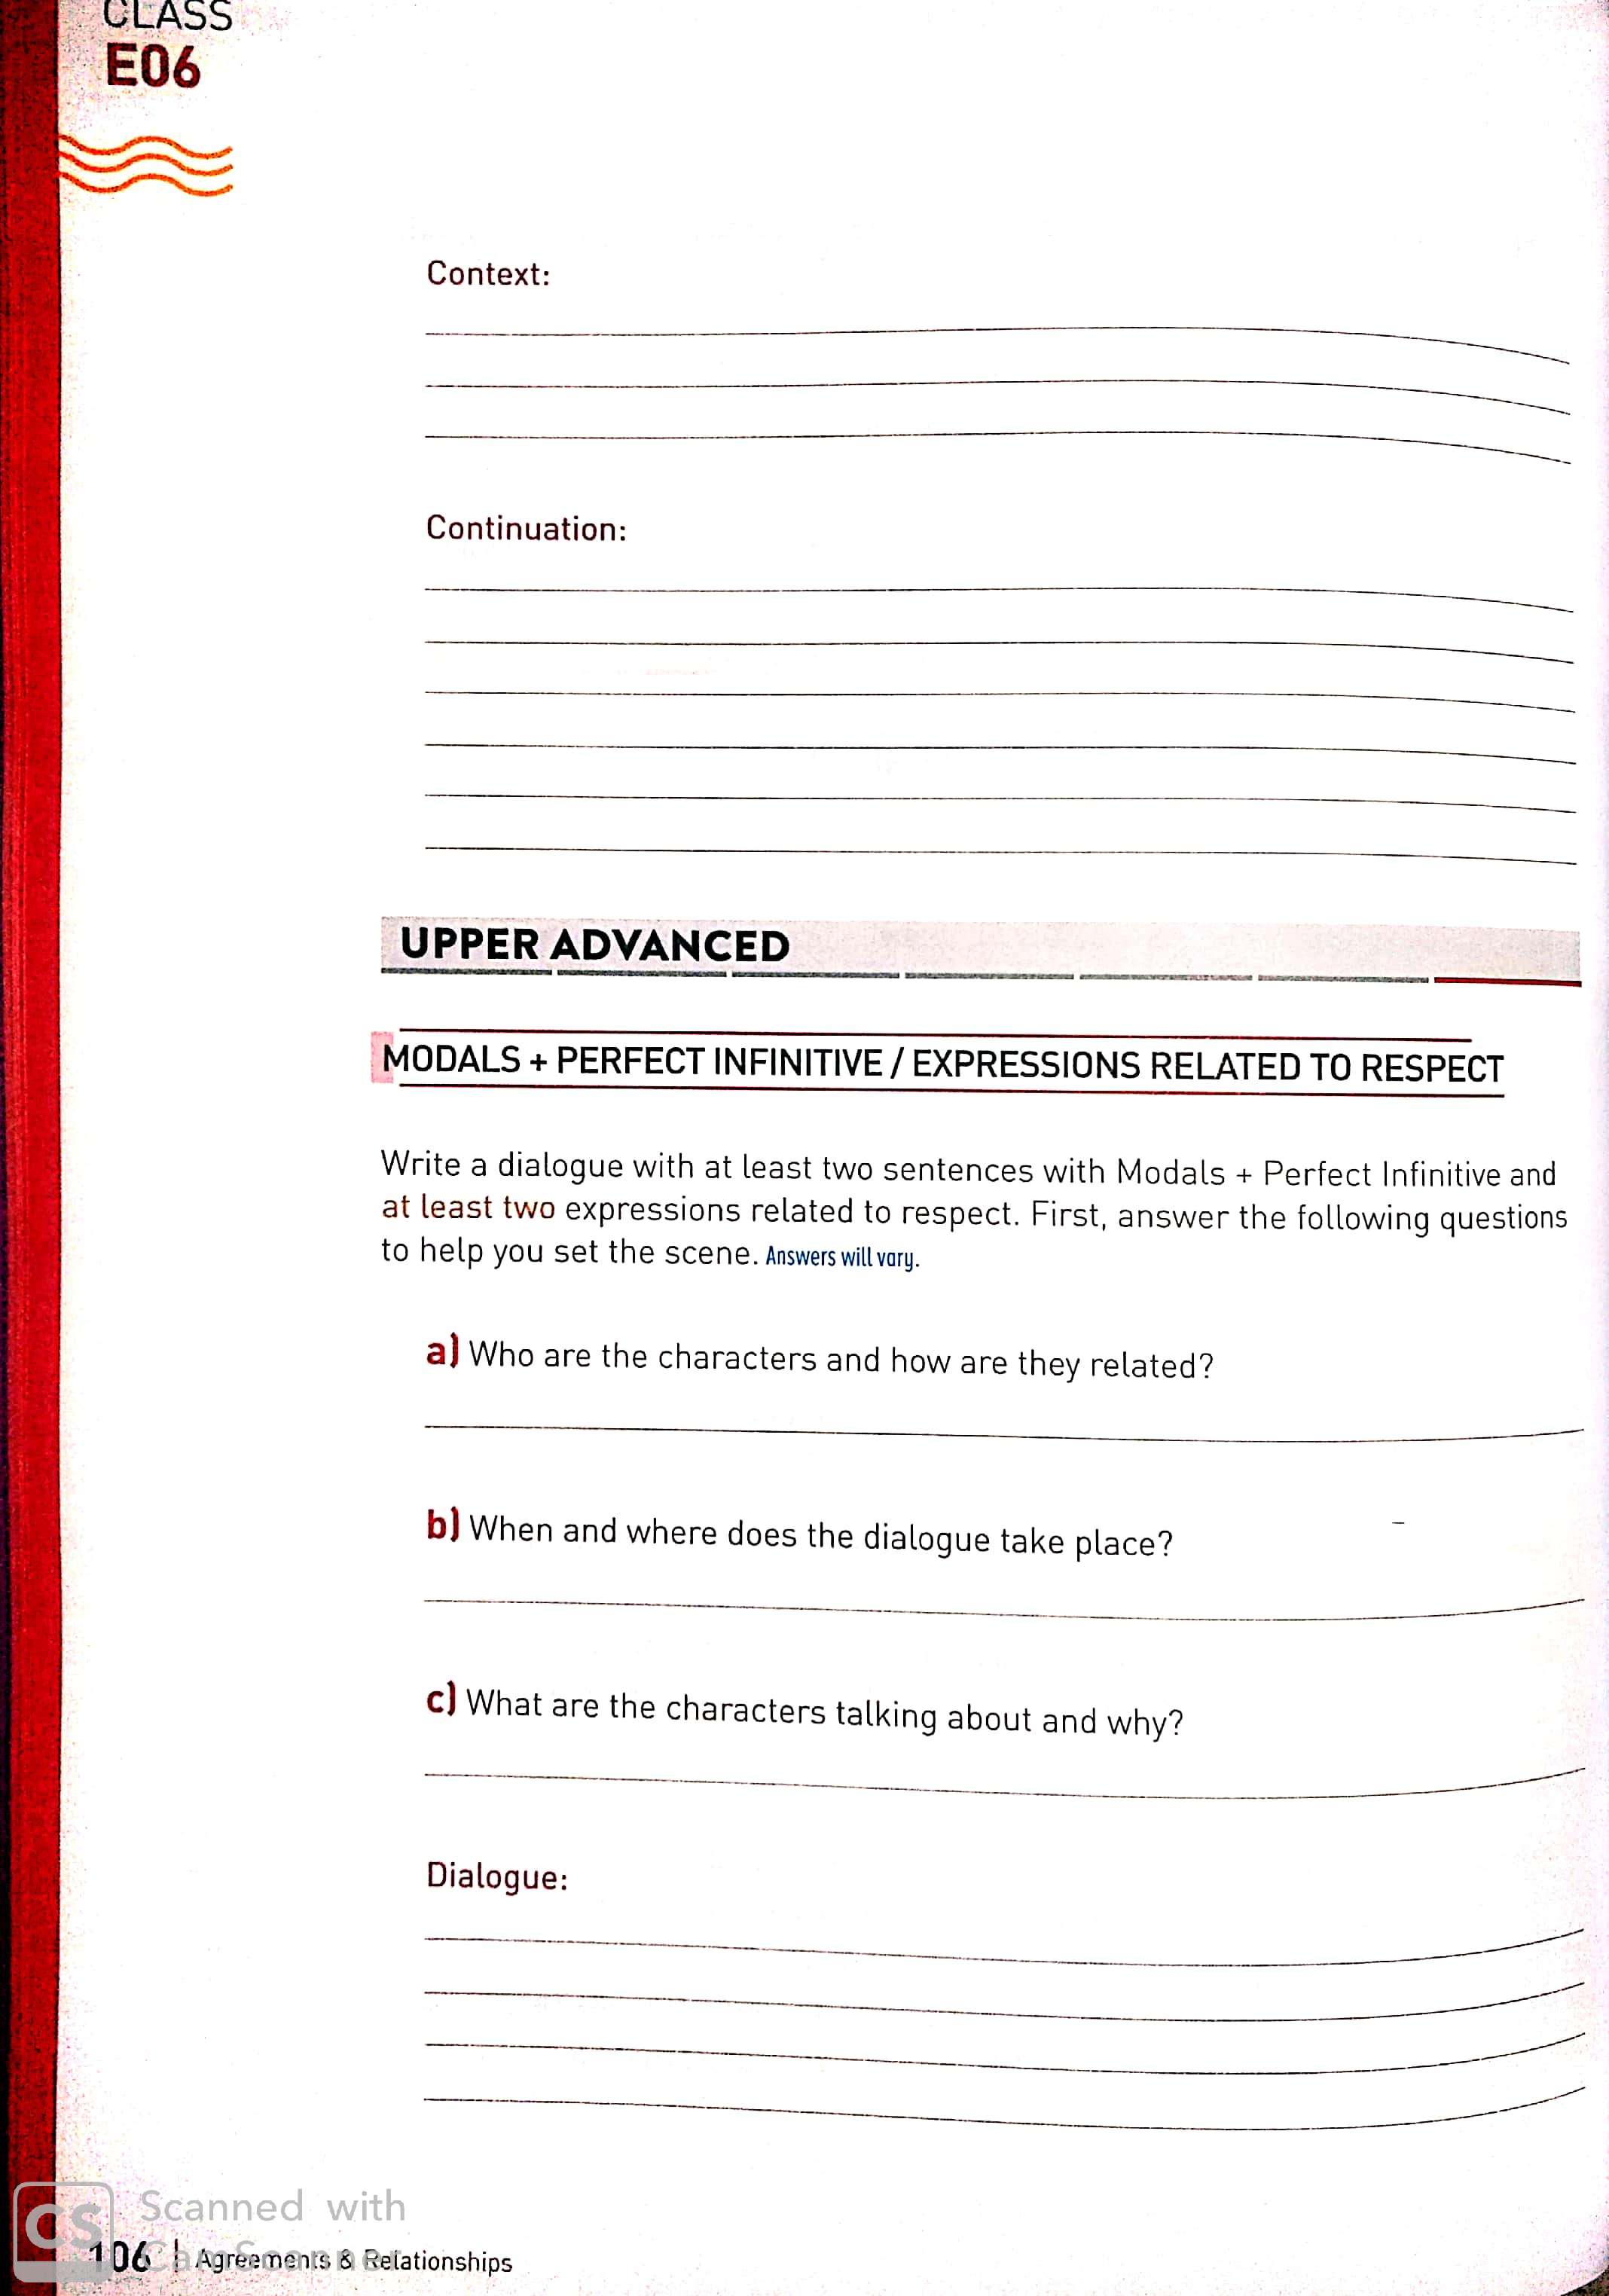 CLASS
E06
Context:
Continuation:
UPPER ADVANCED
MODALS + PERFECT INFINITIVE / EXPRESSIONS RELATED TO RESPECT
Write a dialogue with at least two sentences with Modals + Perfect Infinitive and
at least two expressions related to respect. First, answer the following questions
to help you set the scene. Answers will vary.
a) Who are the characters and how are they related?
b) When and where does the dialogue take place?
c) What are the characters talking about and why?
Dialogue:
CS Scanned with
CamScanner
106 | Agreements & Relationships